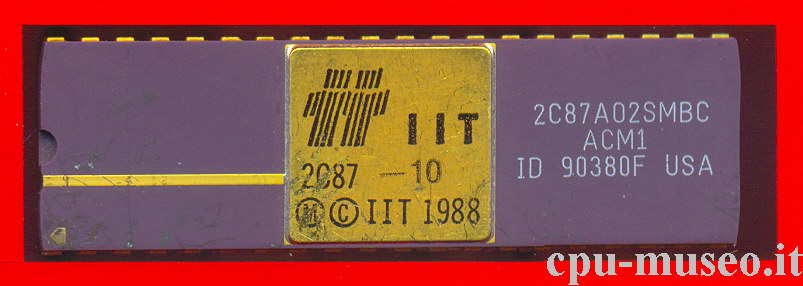 IIT
2C87 -10
Ⓜ © IIT 1988
2C87A02SMBC
ACM1
ID 90380F USA
cpu-museo.it